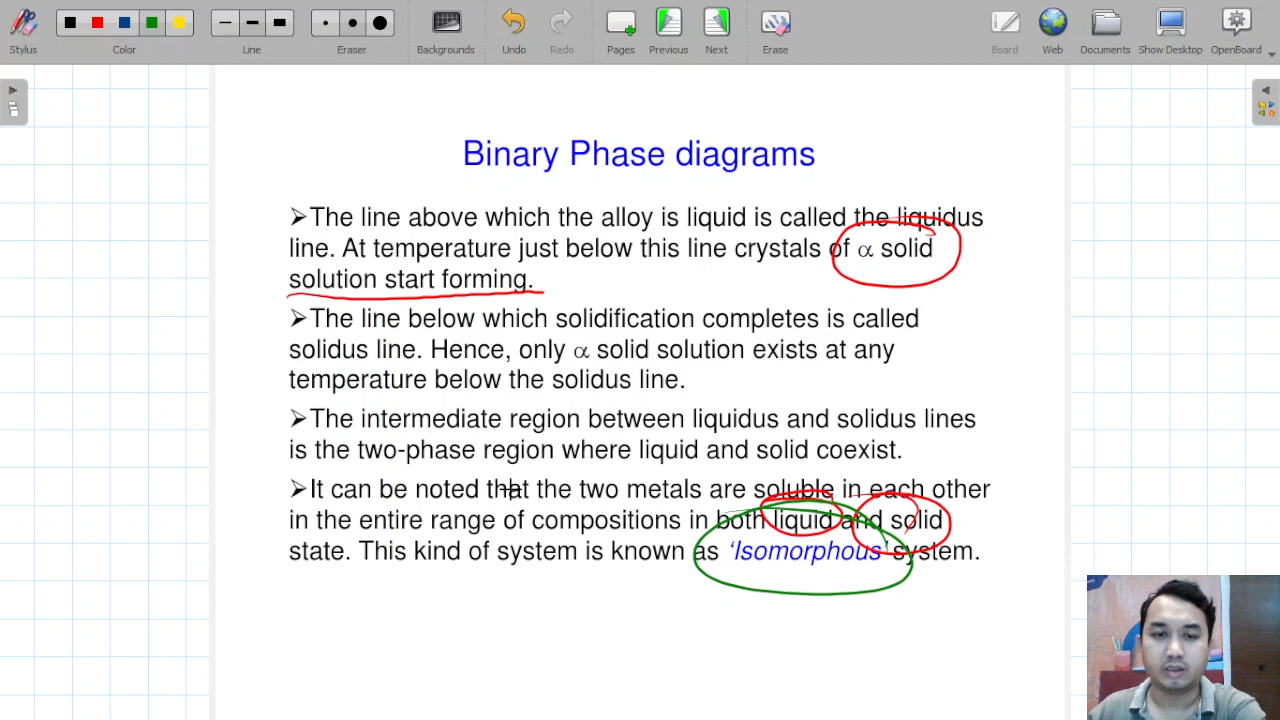 Stylus
Color
Line
Eraser
Backgrounds
Undo
Redo
Pages
Previous
Next
Erase
Board
Web
Documents
Show Desktop
OpenBoard
Binary Phase diagrams
➢The line above which the alloy is liquid is called the liquidus
line. At temperature just below this line crystals of α solid
solution start forming.
➢The line below which solidification completes is called
solidus line. Hence, only α solid solution exists at any
temperature below the solidus line.
➢The intermediate region between liquidus and solidus lines
is the two-phase region where liquid and solid coexist.
➢It can be noted that the two metals are soluble in each other
in the entire range of compositions in both liquid and solid
state. This kind of system is known as ‘Isomorphous’ system.